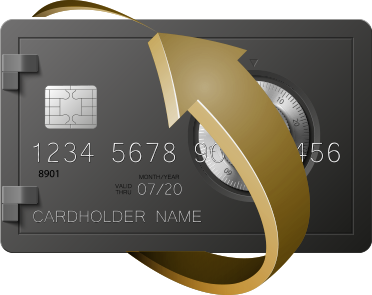 1234 5678 90 456
8901
MONTH/YEAR
VALID
THRU 07/20
CARDHOLDER NAME